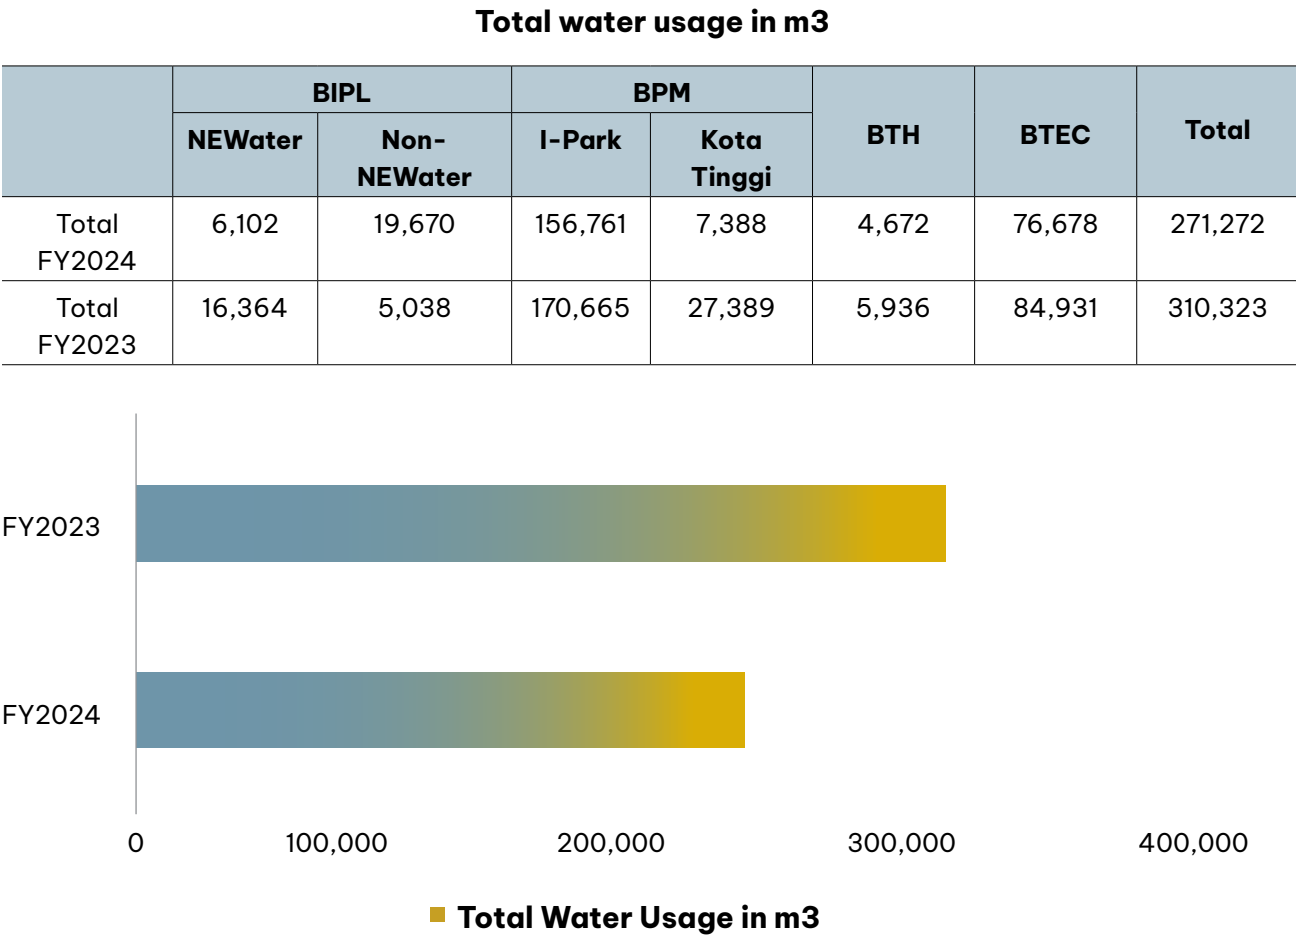 Total water usage in m3
BIPL BPM
BTH BTEC Total
NEWater Non- I-Park Kota
NEWater Tinggi
Total 6,102 19,670 156,761 7,388 4,672 76,678 271,272
FY2024
Total 16,364 5,038 170,665 27,389 5,936 84,931 310,323
FY2023
FY2023
FY2024
0 100,000 200,000 300,000 400,000
Total Water Usage in m3